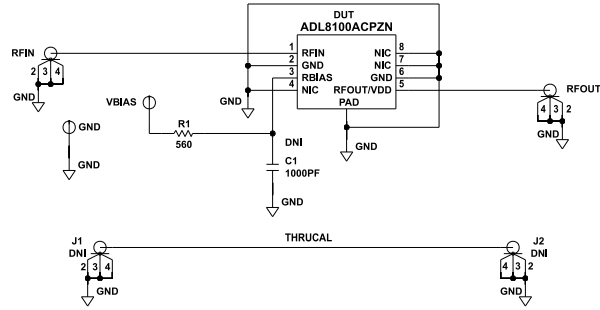 DUT
ADL8100ACPZN
RFIN
1 RFIN NIC 8
2 GND NIC 7
3 RBIAS GND 6
4 NIC RFOUT/VDD 5
PAD
2 3 4
GND
VBIAS
GND
RFOUT
4 3 2
GND
GND
R1
560
DNI
GND
GND
C1
1000PF
GND
J1
DNI
2 3 4
GND
THRUCAL
J2
DNI
4 3 2
GND